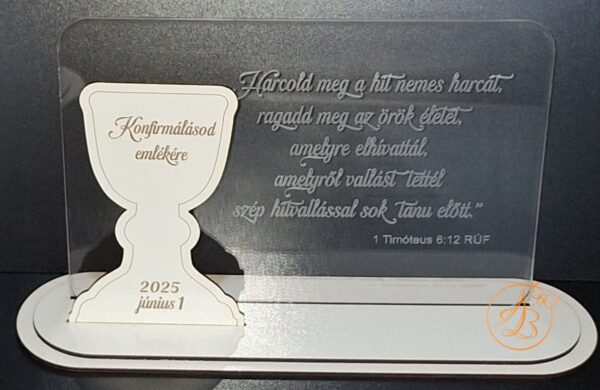 Konfirmálásod
emlékére
2025
június 1
Harcold meg a hit nemes harcát,
ragadd meg az örök életet,
amelyre elhívattál,
amelyről vallást tettél
szép hitvallással sok tanu előtt."
1 Timóteus 6:12 RÚF